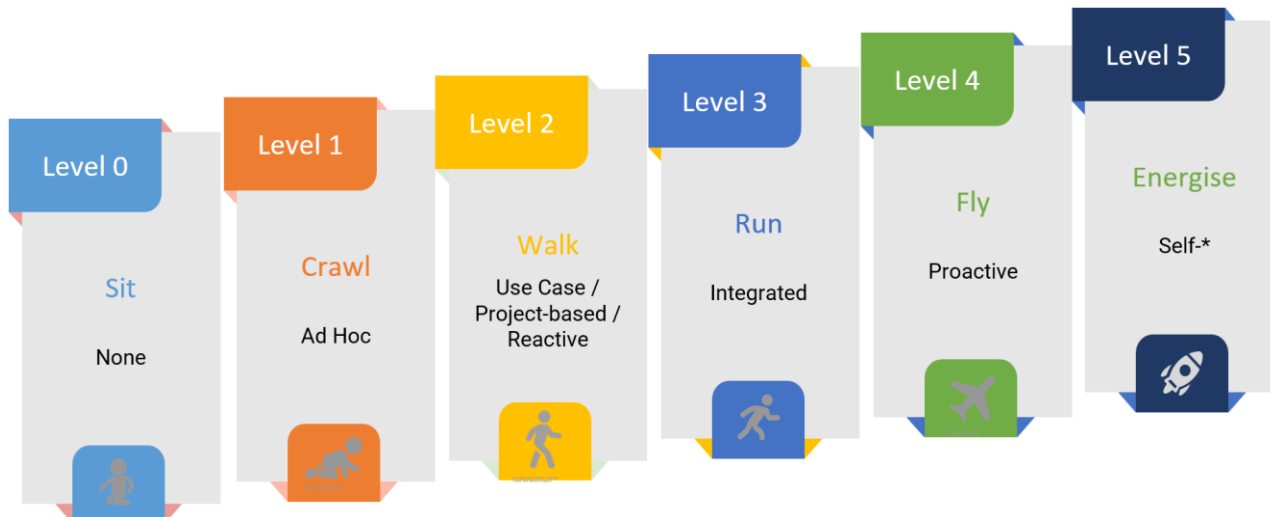 Level 0
Sit
None
Level 1
Crawl
Ad Hoc
Level 2
Walk
Use Case /
Project-based /
Reactive
Level 3
Run
Integrated
Level 4
Fly
Proactive
Level 5
Energise
Self-*